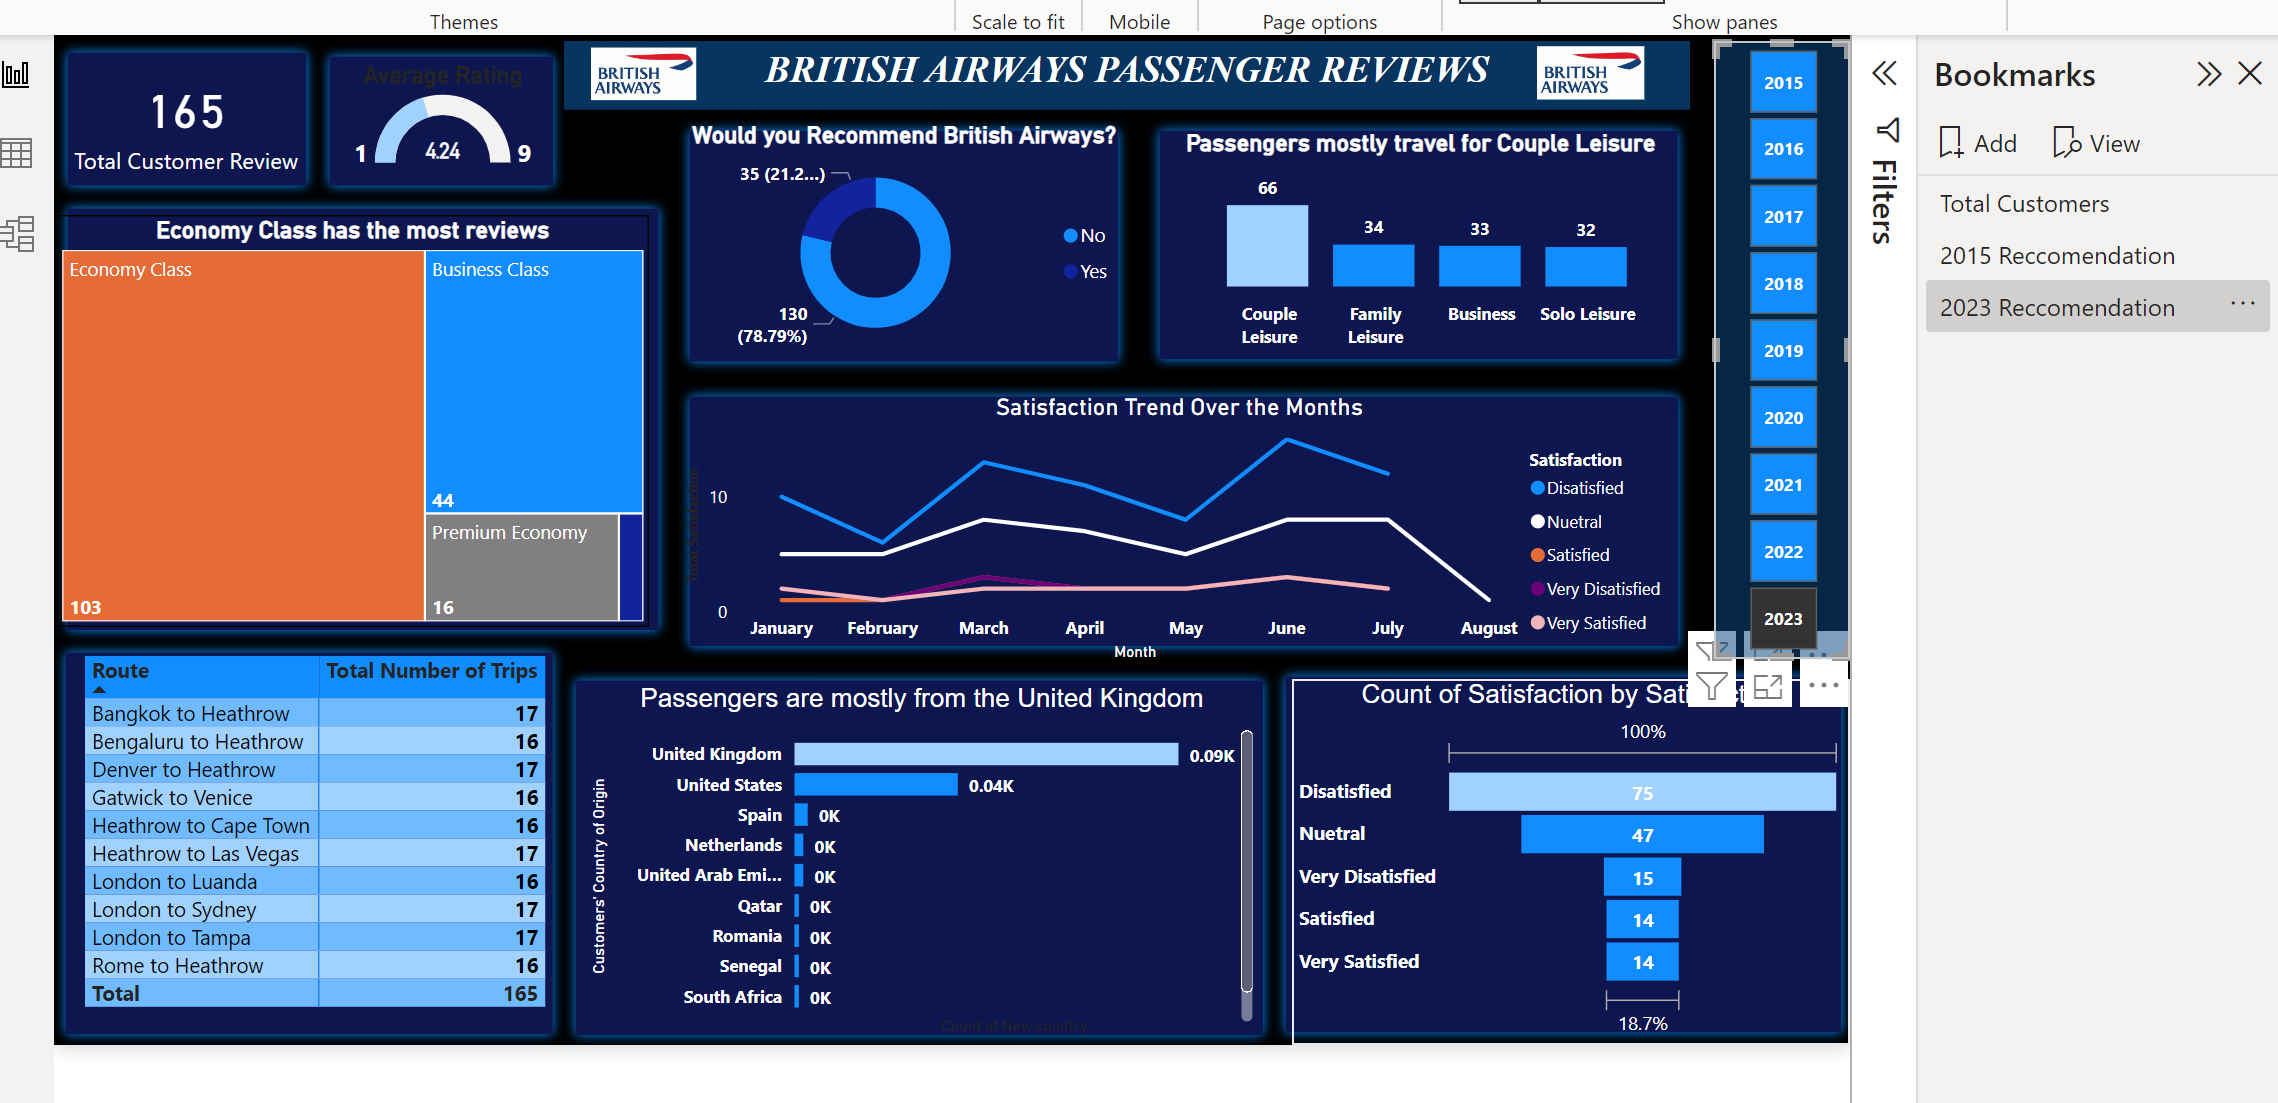 Themes
Scale to fit
Mobile
Page options
Show panes
165
Total Customer Review
Average Rating
1
4.24
9
BRITISH
AIRWAYS
BRITISH AIRWAYS PASSENGER REVIEWS
BRITISH
AIRWAYS
Would you Recommend British Airways?
35 (21.2...)
130
(78.79%)
No
Yes
Passengers mostly travel for Couple Leisure
66
34
33
32
Couple
Leisure
Family
Leisure
Business
Solo Leisure
Economy Class has the most reviews
Economy Class
103
Business Class
44
Premium Economy
16
Satisfaction Trend Over the Months
Total Satisfaction
10
0
January
February
March
April
May
June
July
August
Month
Satisfaction
Disatisfied
Nuetral
Satisfied
Very Disatisfied
Very Satisfied
2015
2016
2017
2018
2019
2020
2021
2022
2023
Filters
Bookmarks
Add
View
Total Customers
2015 Reccomendation
2023 Reccomendation
Route Total Number of Trips
Bangkok to Heathrow 17
Bengaluru to Heathrow 16
Denver to Heathrow 17
Gatwick to Venice 16
Heathrow to Cape Town 16
Heathrow to Las Vegas 17
London to Luanda 16
London to Sydney 17
London to Tampa 17
Rome to Heathrow 16
Total 165
Passengers are mostly from the United Kingdom
Customers' Country of Origin
United Kingdom 0.09K
United States 0.04K
Spain 0K
Netherlands 0K
United Arab Emi... 0K
Qatar 0K
Romania 0K
Senegal 0K
South Africa 0K
Count of New country
Count of Satisfaction by
100%
Disatisfied 75
Nuetral 47
Very Disatisfied 15
Satisfied 14
Very Satisfied 14
18.7%